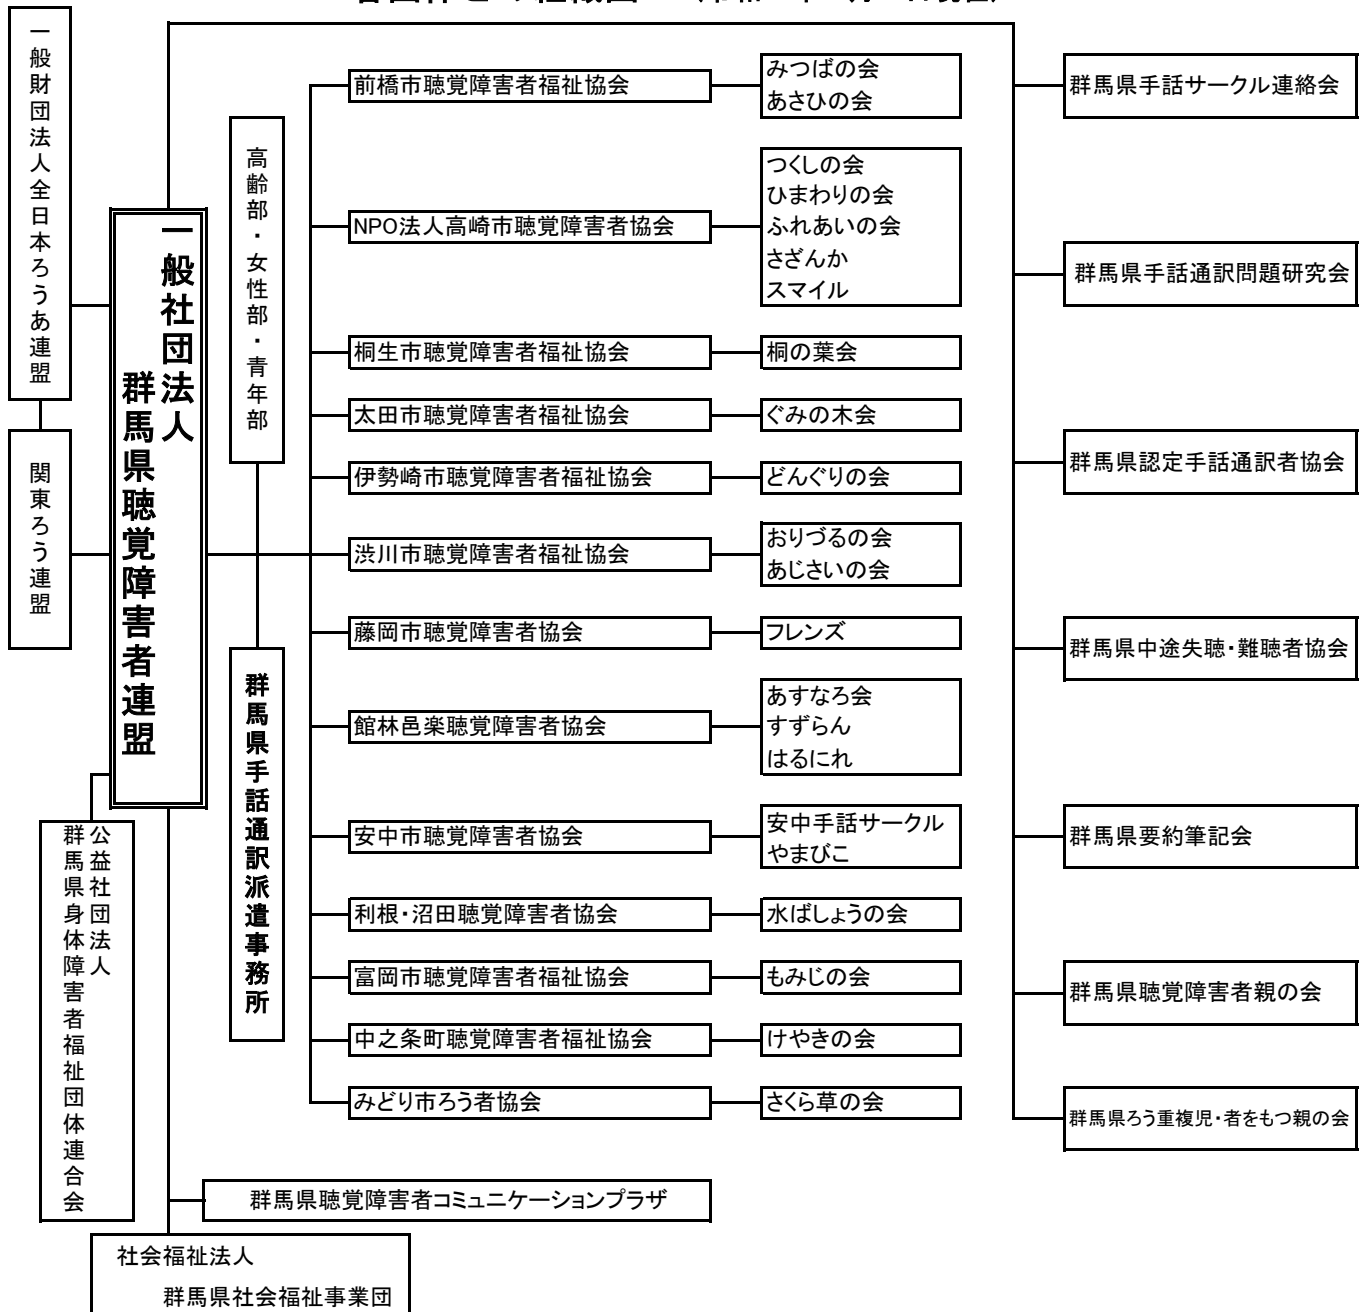 一般財団法人全日本ろうあ連盟
関東ろう連盟
一般社団法人
群馬県聴覚障害者連盟
公益社団法人
群馬県身体障害者福祉団体連合会
高齢部・女性部・青年部
群馬県手話通訳派遣事務所
前橋市聴覚障害者福祉協会
みつばの会
あさひの会
NPO法人高崎市聴覚障害者協会
つくしの会
ひまわりの会
ふれあいの会
さざんか
スマイル
桐生市聴覚障害者福祉協会
桐の葉会
太田市聴覚障害者福祉協会
ぐみの木会
伊勢崎市聴覚障害者福祉協会
どんぐりの会
渋川市聴覚障害者福祉協会
おりづるの会
あじさいの会
藤岡市聴覚障害者協会
フレンズ
館林邑楽聴覚障害者協会
あすなろ会
すずらん
はるにれ
安中市聴覚障害者協会
安中手話サークル
やまびこ
利根・沼田聴覚障害者協会
水ばしょうの会
富岡市聴覚障害者福祉協会
もみじの会
中之条町聴覚障害者福祉協会
けやきの会
みどり市ろう者協会
さくら草の会
群馬県手話サークル連絡会
群馬県手話通訳問題研究会
群馬県認定手話通訳者協会
群馬県中途失聴・難聴者協会
群馬県要約筆記会
群馬県聴覚障害者親の会
群馬県ろう重複児・者をもつ親の会
群馬県聴覚障害者コミュニケーションプラザ
社会福祉法人
群馬県社会福祉事業団